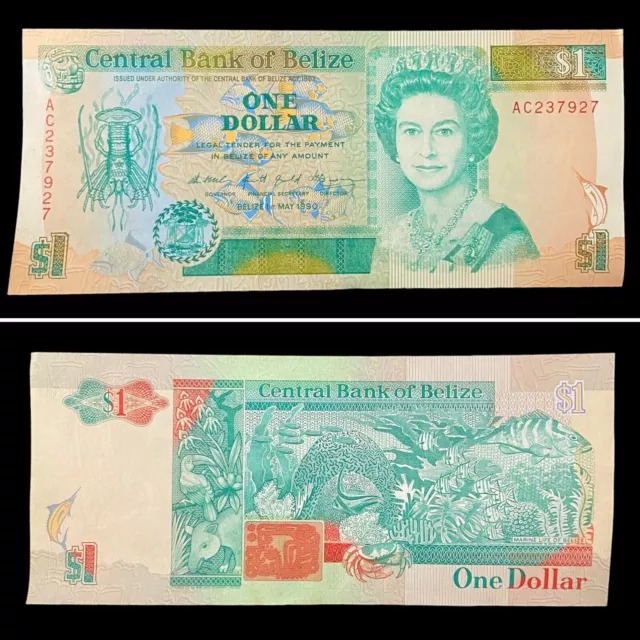 Central Bank of Belize
$1
ISSUED UNDER AUTHORITY OF THE CENTRAL BANK OF BELIZE ACT 1982
AC237927
AC237927
ONE
DOLLAR
LEGAL TENDER FOR THE PAYMENT
IN BELIZE OF ANY AMOUNT
GOVERNOR FINANCIAL SECRETARY DIRECTOR
BELIZE 1st MAY 1990
$1
$1
Central Bank of Belize
$1
$1
MARINE LIFE OF BELIZE
$1
One Dollar